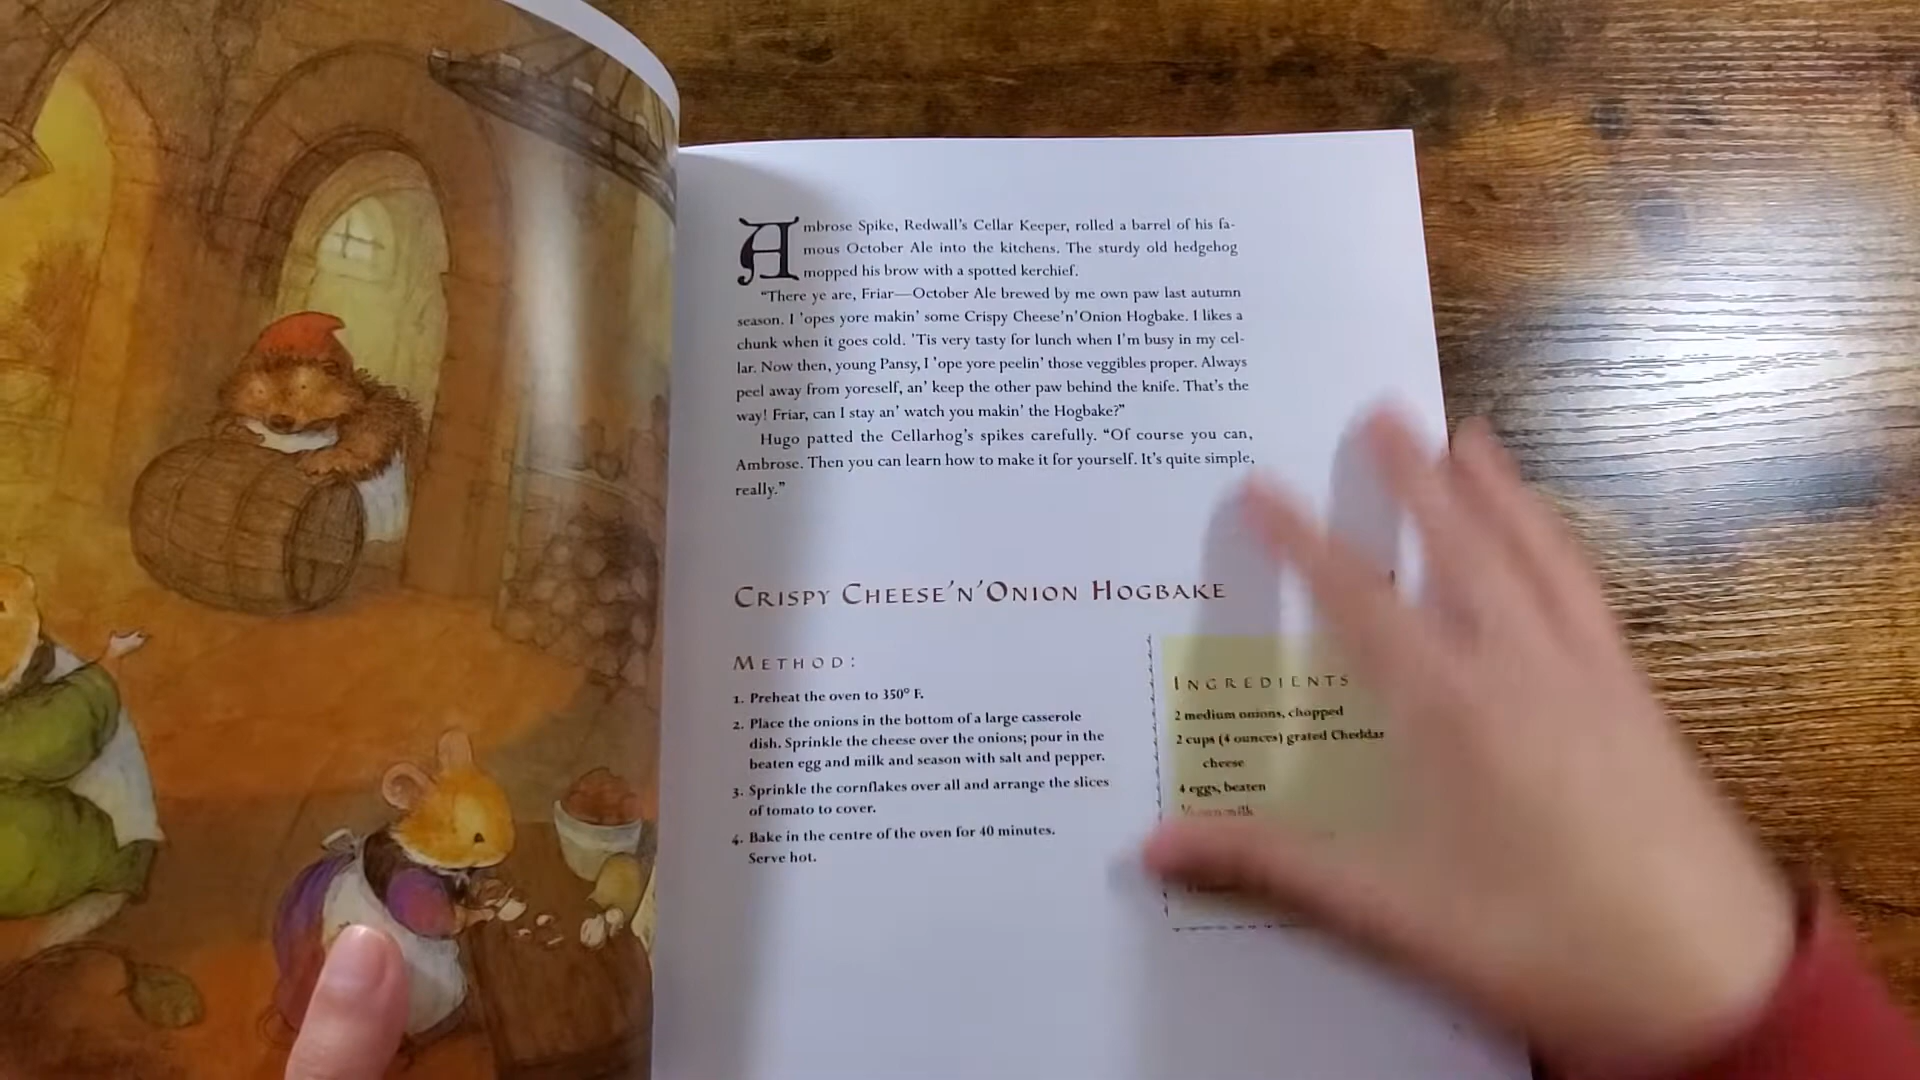 Ambrose Spike, Redwall's Cellar Keeper, rolled a barrel of his fa-
mous October Ale into the kitchens. The sturdy old hedgehog
mopped his brow with a spotted kerchief.
“There ye are, Friar—October Ale brewed by me own paw last autumn
season. I ’opes yore makin’ some Crispy Cheese’n’Onion Hogbake. I likes a
chunk when it goes cold. ’Tis very tasty for lunch when I’m busy in my cel-
lar. Now then, young Pansy, I ’ope yore peelin’ those veggibles proper. Always
peel away from yoreself, an’ keep the other paw behind the knife. That’s the
way! Friar, can I stay an’ watch you makin’ the Hogbake?”
Hugo patted the Cellarhog’s spikes carefully. “Of course you can,
Ambrose. Then you can learn how to make it for yourself. It’s quite simple,
really.”
CRISPY CHEESE’N’ONION HOGBAKE
METHOD:
1. Preheat the oven to 350° F.
2. Place the onions in the bottom of a large casserole
dish. Sprinkle the cheese over the onions; pour in the
beaten egg and milk and season with salt and pepper.
3. Sprinkle the cornflakes over all and arrange the slices
of tomato to cover.
4. Bake in the centre of the oven for 40 minutes.
Serve hot.
INGREDIENTS
2 medium onions, chopped
2 cups (4 ounces) grated Cheddar
cheese
4 eggs, beaten
milk